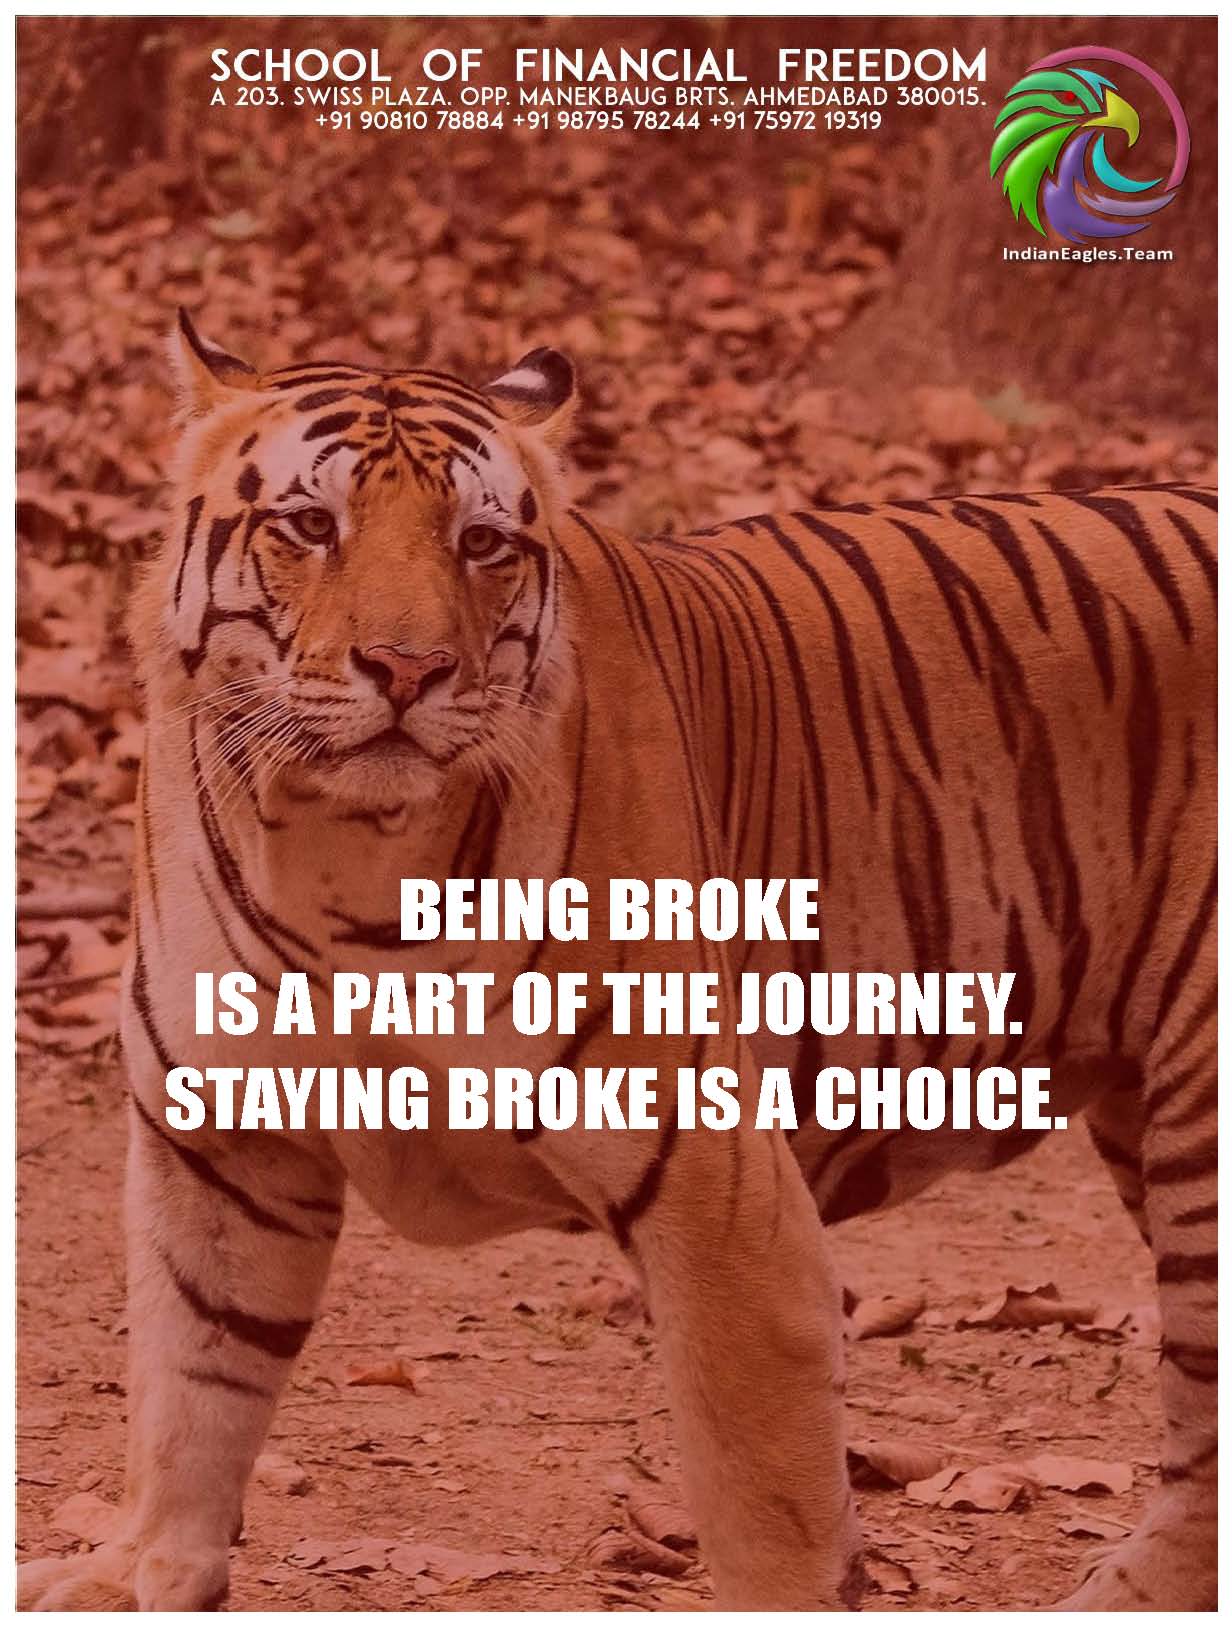 SCHOOL OF FINANCIAL FREEDOM
A 203. SWISS PLAZA. OPP. MANEKBAUG BRTS. AHMEDABAD 380015.
+91 90810 78884 +91 98795 78244 +91 75972 19319
IndianEagles.Team
BEING BROKE
IS A PART OF THE JOURNEY.
STAYING BROKE IS A CHOICE.